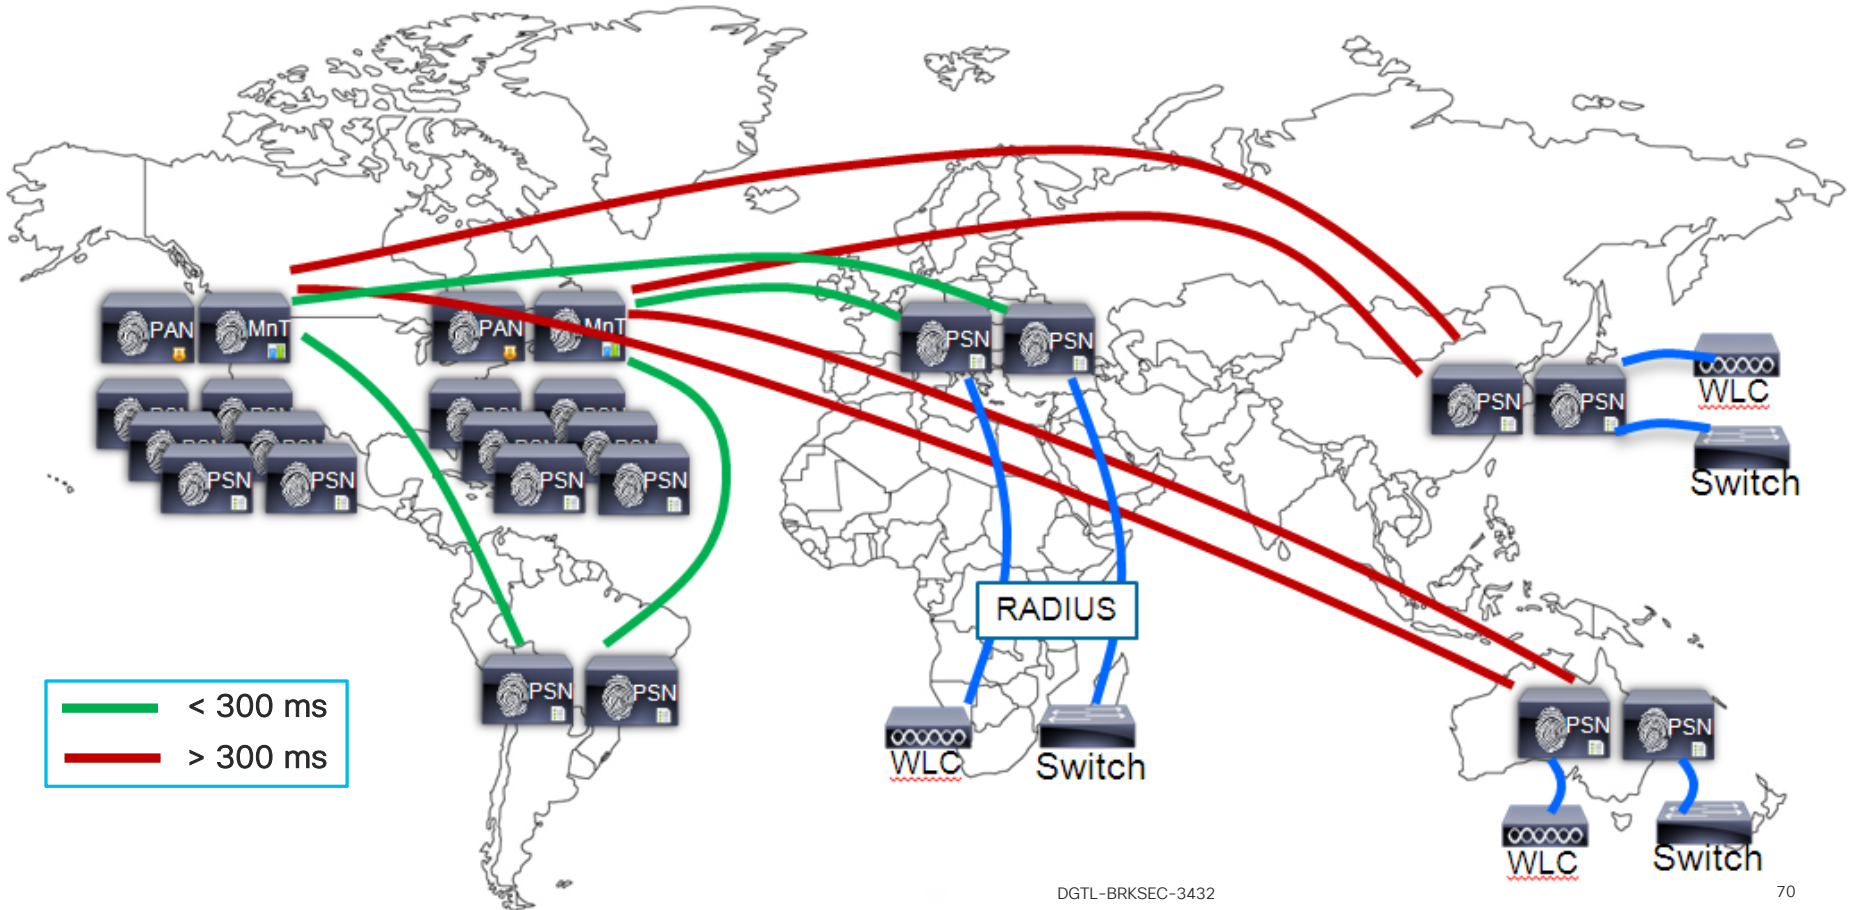 PAN
MnT
PAN
MnT
PSN
PSN
PSN
PSN
WLC
PSN
PSN
PSN
PSN
PSN
PSN
Switch
RADIUS
PSN
PSN
< 300 ms
> 300 ms
PSN
PSN
WLC
Switch
WLC
Switch
DGTL-BRKSEC-3432
70